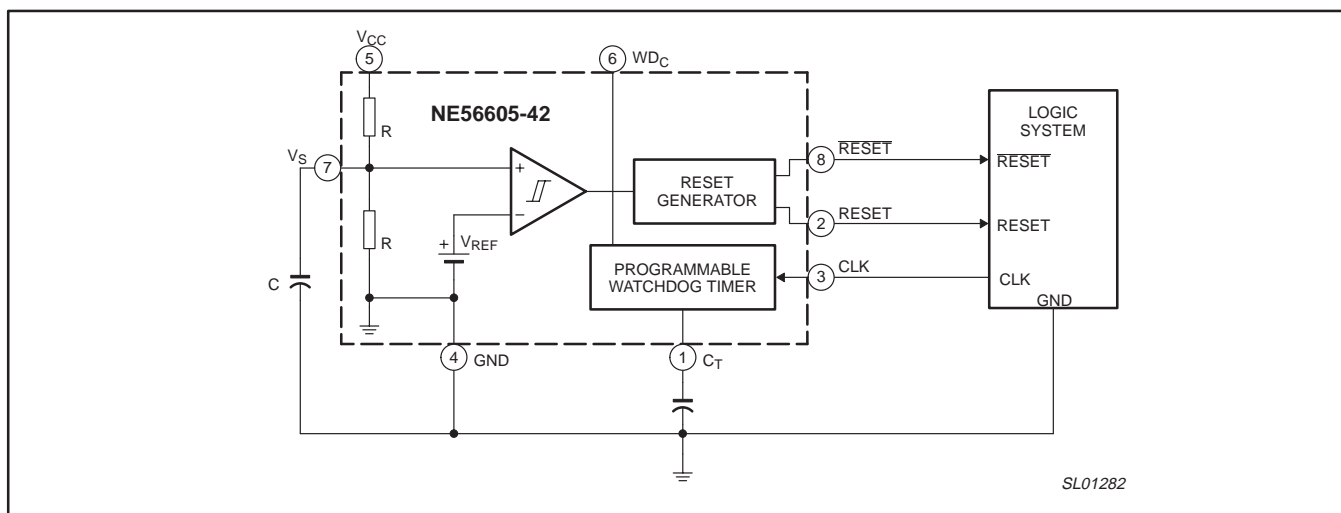 VCC
5
6
WDC
NE56605-42
R
VS
7
+
−
R
+
VREF
C
RESET
GENERATOR
PROGRAMMABLE
WATCHDOG TIMER
8
RESET
2
RESET
3
CLK
LOGIC
SYSTEM
RESET
RESET
CLK
GND
4
GND
1
CT
SL01282